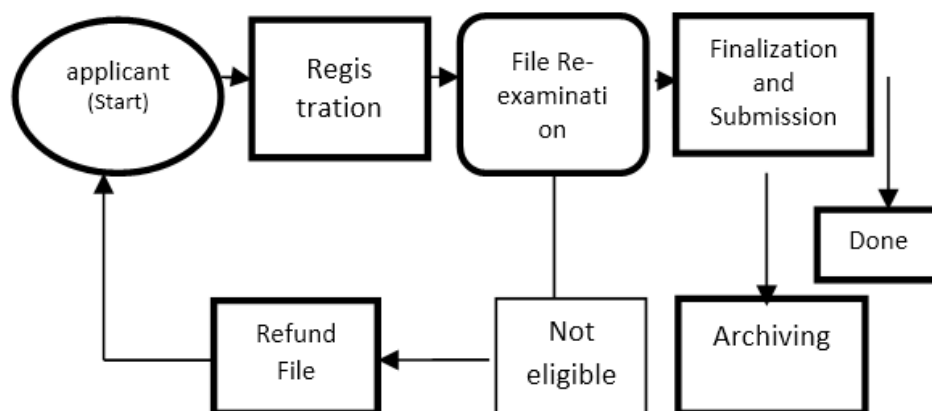 applicant
(Start)
Regis
tration
File Re-
examinati
on
Finalization
and
Submission
Done
Refund
File
Not
eligible
Archiving